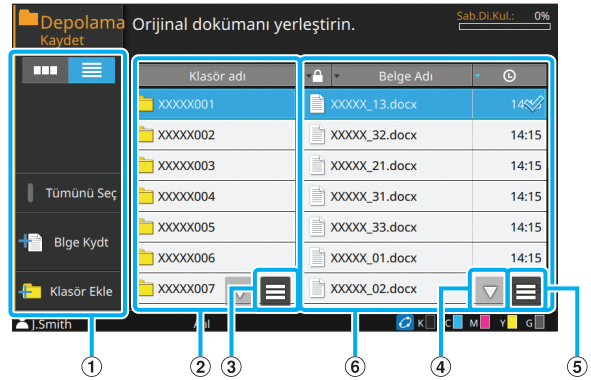 Depolama
Kaydet
Orijinal dokümanı yerleştirin.
Sab.Di.Kul.: 0%
Klasör adı
Belge Adı
XXXXX001
XXXXX_13.docx
XXXXX002
XXXXX_32.docx 14:15
XXXXX003
XXXXX_21.docx 14:15
XXXXX004
XXXXX_31.docx 14:15
XXXXX005
XXXXX_33.docx 14:15
XXXXX006
XXXXX_01.docx 14:15
XXXXX007
XXXXX_02.docx
Tümünü Seç
Blge Kydt
Klasör Ekle
J.Smith
K C M Y G
1 2 3 6 4 5